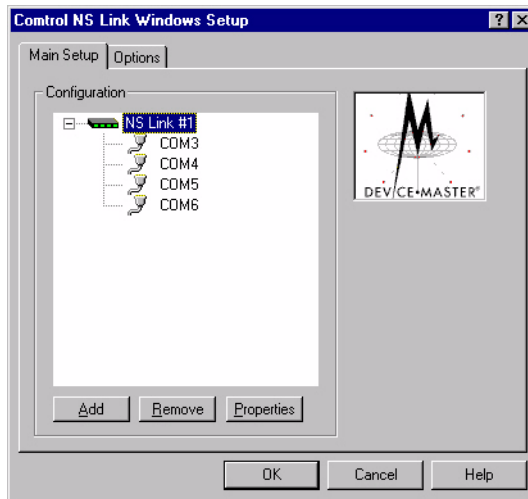 Comtrol NS Link Windows Setup
Main Setup
Options
Configuration
NS Link #1
COM3
COM4
COM5
COM6
DEVICE•MASTER®
Add
Remove
Properties
OK
Cancel
Help